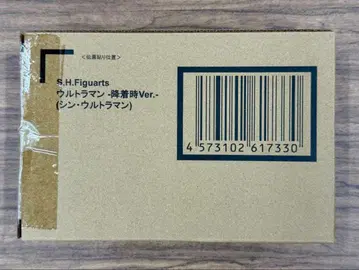 <伝票貼り位置>
S.H.Figuarts
ウルトラマン -降着時Ver.-
(シン・ウルトラマン)
4 573102 617330